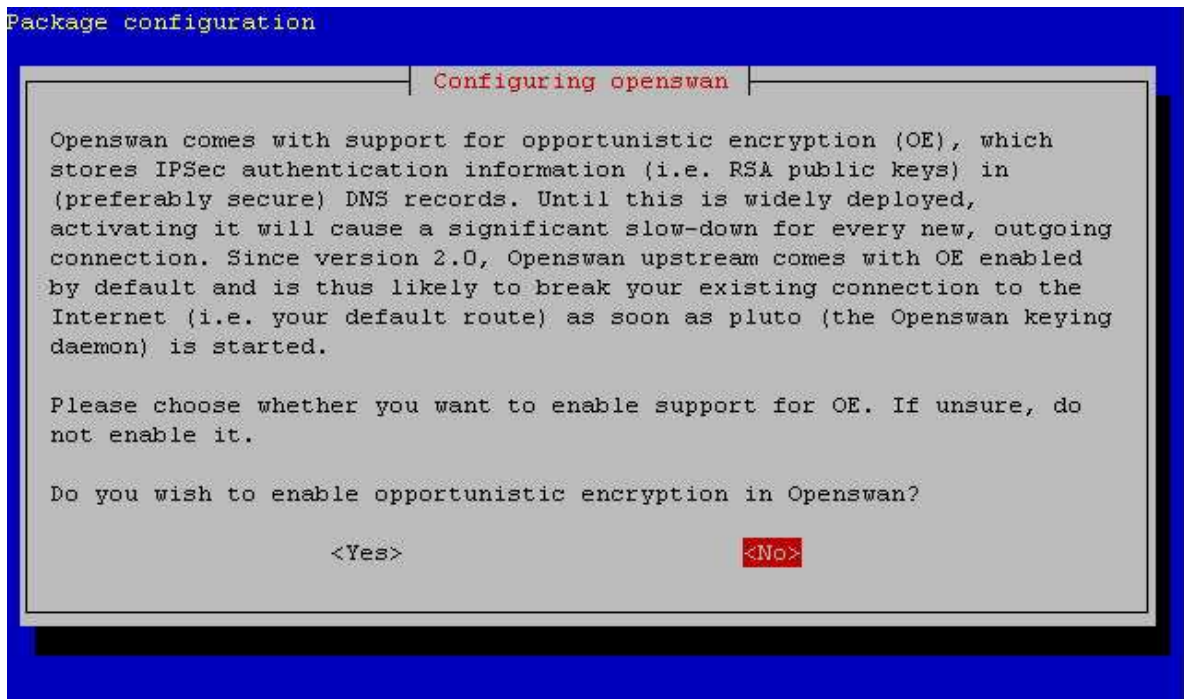 Package configuration
Configuring openswan
Openswan comes with support for opportunistic encryption (OE), which
stores IPSec authentication information (i.e. RSA public keys) in
(preferably secure) DNS records. Until this is widely deployed,
activating it will cause a significant slow-down for every new, outgoing
connection. Since version 2.0, Openswan upstream comes with OE enabled
by default and is thus likely to break your existing connection to the
Internet (i.e. your default route) as soon as pluto (the Openswan keying
daemon) is started.
Please choose whether you want to enable support for OE. If unsure, do
not enable it.
Do you wish to enable opportunistic encryption in Openswan?
<Yes> <No>